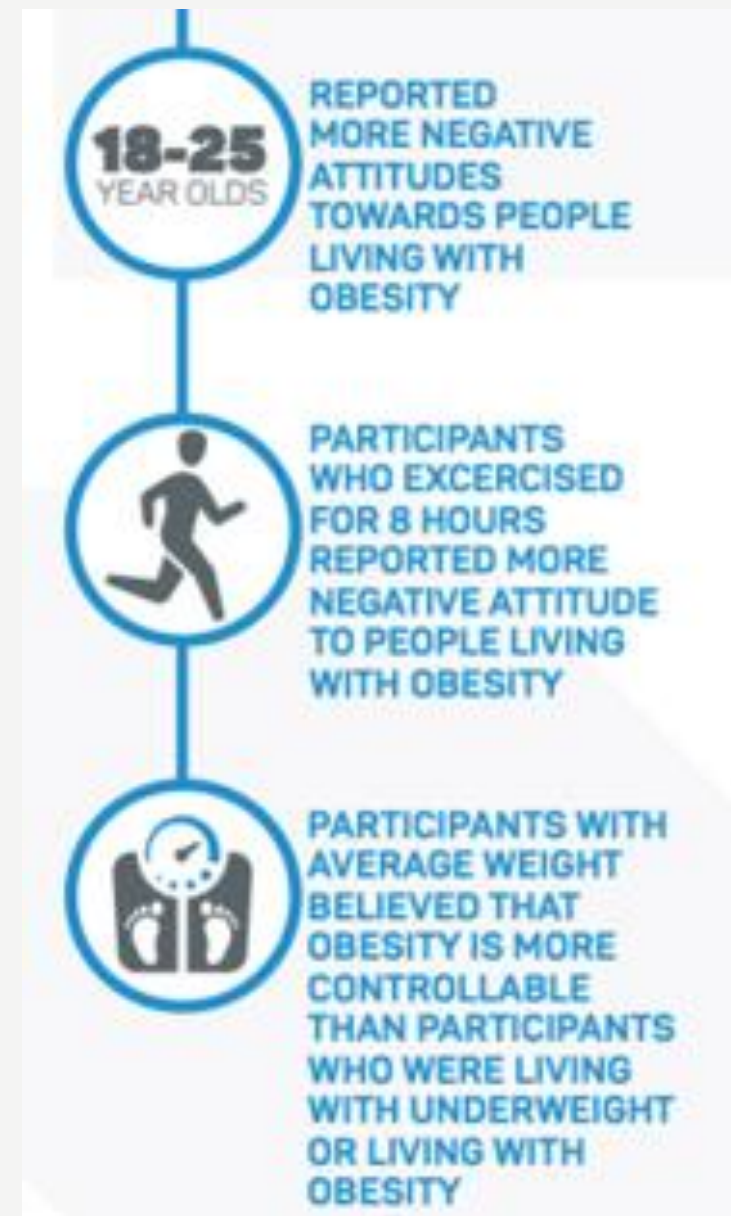 18-25
YEAR OLDS
REPORTED
MORE NEGATIVE
ATTITUDES
TOWARDS PEOPLE
LIVING WITH
OBESITY
PARTICIPANTS
WHO EXCERCISED
FOR 8 HOURS
REPORTED MORE
NEGATIVE ATTITUDE
TO PEOPLE LIVING
WITH OBESITY
PARTICIPANTS WITH
AVERAGE WEIGHT
BELIEVED THAT
OBESITY IS MORE
CONTROLLABLE
THAN PARTICIPANTS
WHO WERE LIVING
WITH UNDERWEIGHT
OR LIVING WITH
OBESITY